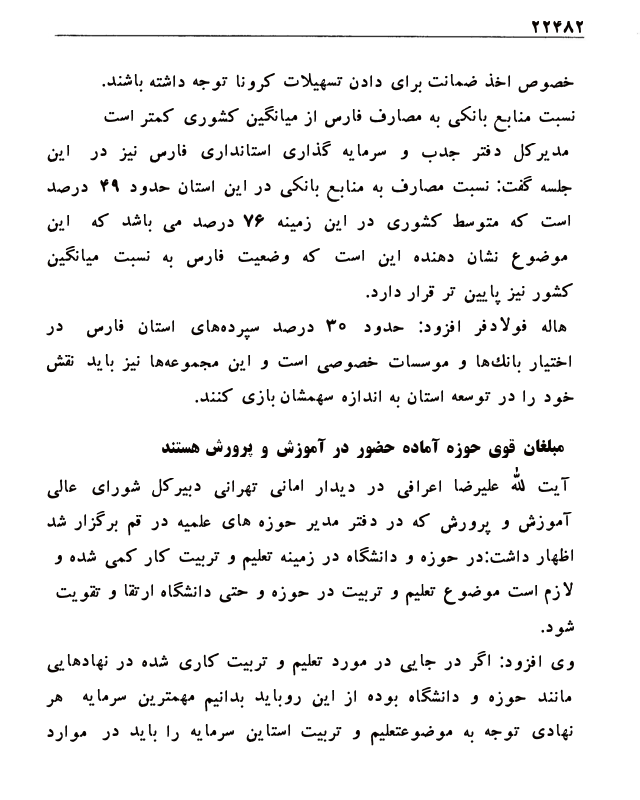 ۲۲۴۸۲
خصوص اخذ ضمانت برای دادن تسهیلات کرونا توجه داشته باشند.
نسبت منابع بانکی به مصارف فارس از میانگین کشوری کمتر است
مدیرکل دفتر جدب و سرمایه گذاری استانداری فارس نیز در این
جلسه گفت: نسبت مصارف به منابع بانکی در این استان حدود ۴۹ درصد
است که متوسط کشوری در این زمینه ۷۶ درصد می باشد که این
موضوع نشان دهنده این است که وضعیت فارس به نسبت میانگین
کشور نیز پایین تر قرار دارد.
هاله فولادفر افزود: حدود ۳۰ درصد سپرده‌های استان فارس در
اختیار بانك‌ها و موسسات خصوصی است و این مجموعه‌ها نیز باید نقش
خود را در توسعه استان به اندازه سهمشان بازی کنند.
مبلغان قوی حوزه آماده حضور در آموزش و پرورش هستند
آیت لله علیرضا اعرافی در دیدار امانی تهرانی دبیرکل شورای عالی
آموزش و پرورش که در دفتر مدیر حوزه های علمیه در قم برگزار شد
اظهار داشت:در حوزه و دانشگاه در زمینه تعلیم و تربیت کار کمی شده و
لازم است موضوع تعلیم و تربیت در حوزه و حتی دانشگاه ارتقا و تقویت
شود.
وی افزود: اگر در جایی در مورد تعلیم و تربیت کاری شده در نهادهایی
مانند حوزه و دانشگاه بوده از این روباید بدانیم مهمترین سرمایه هر
نهادی توجه به موضوعتعلیم و تربیت استاین سرمایه را باید در موارد